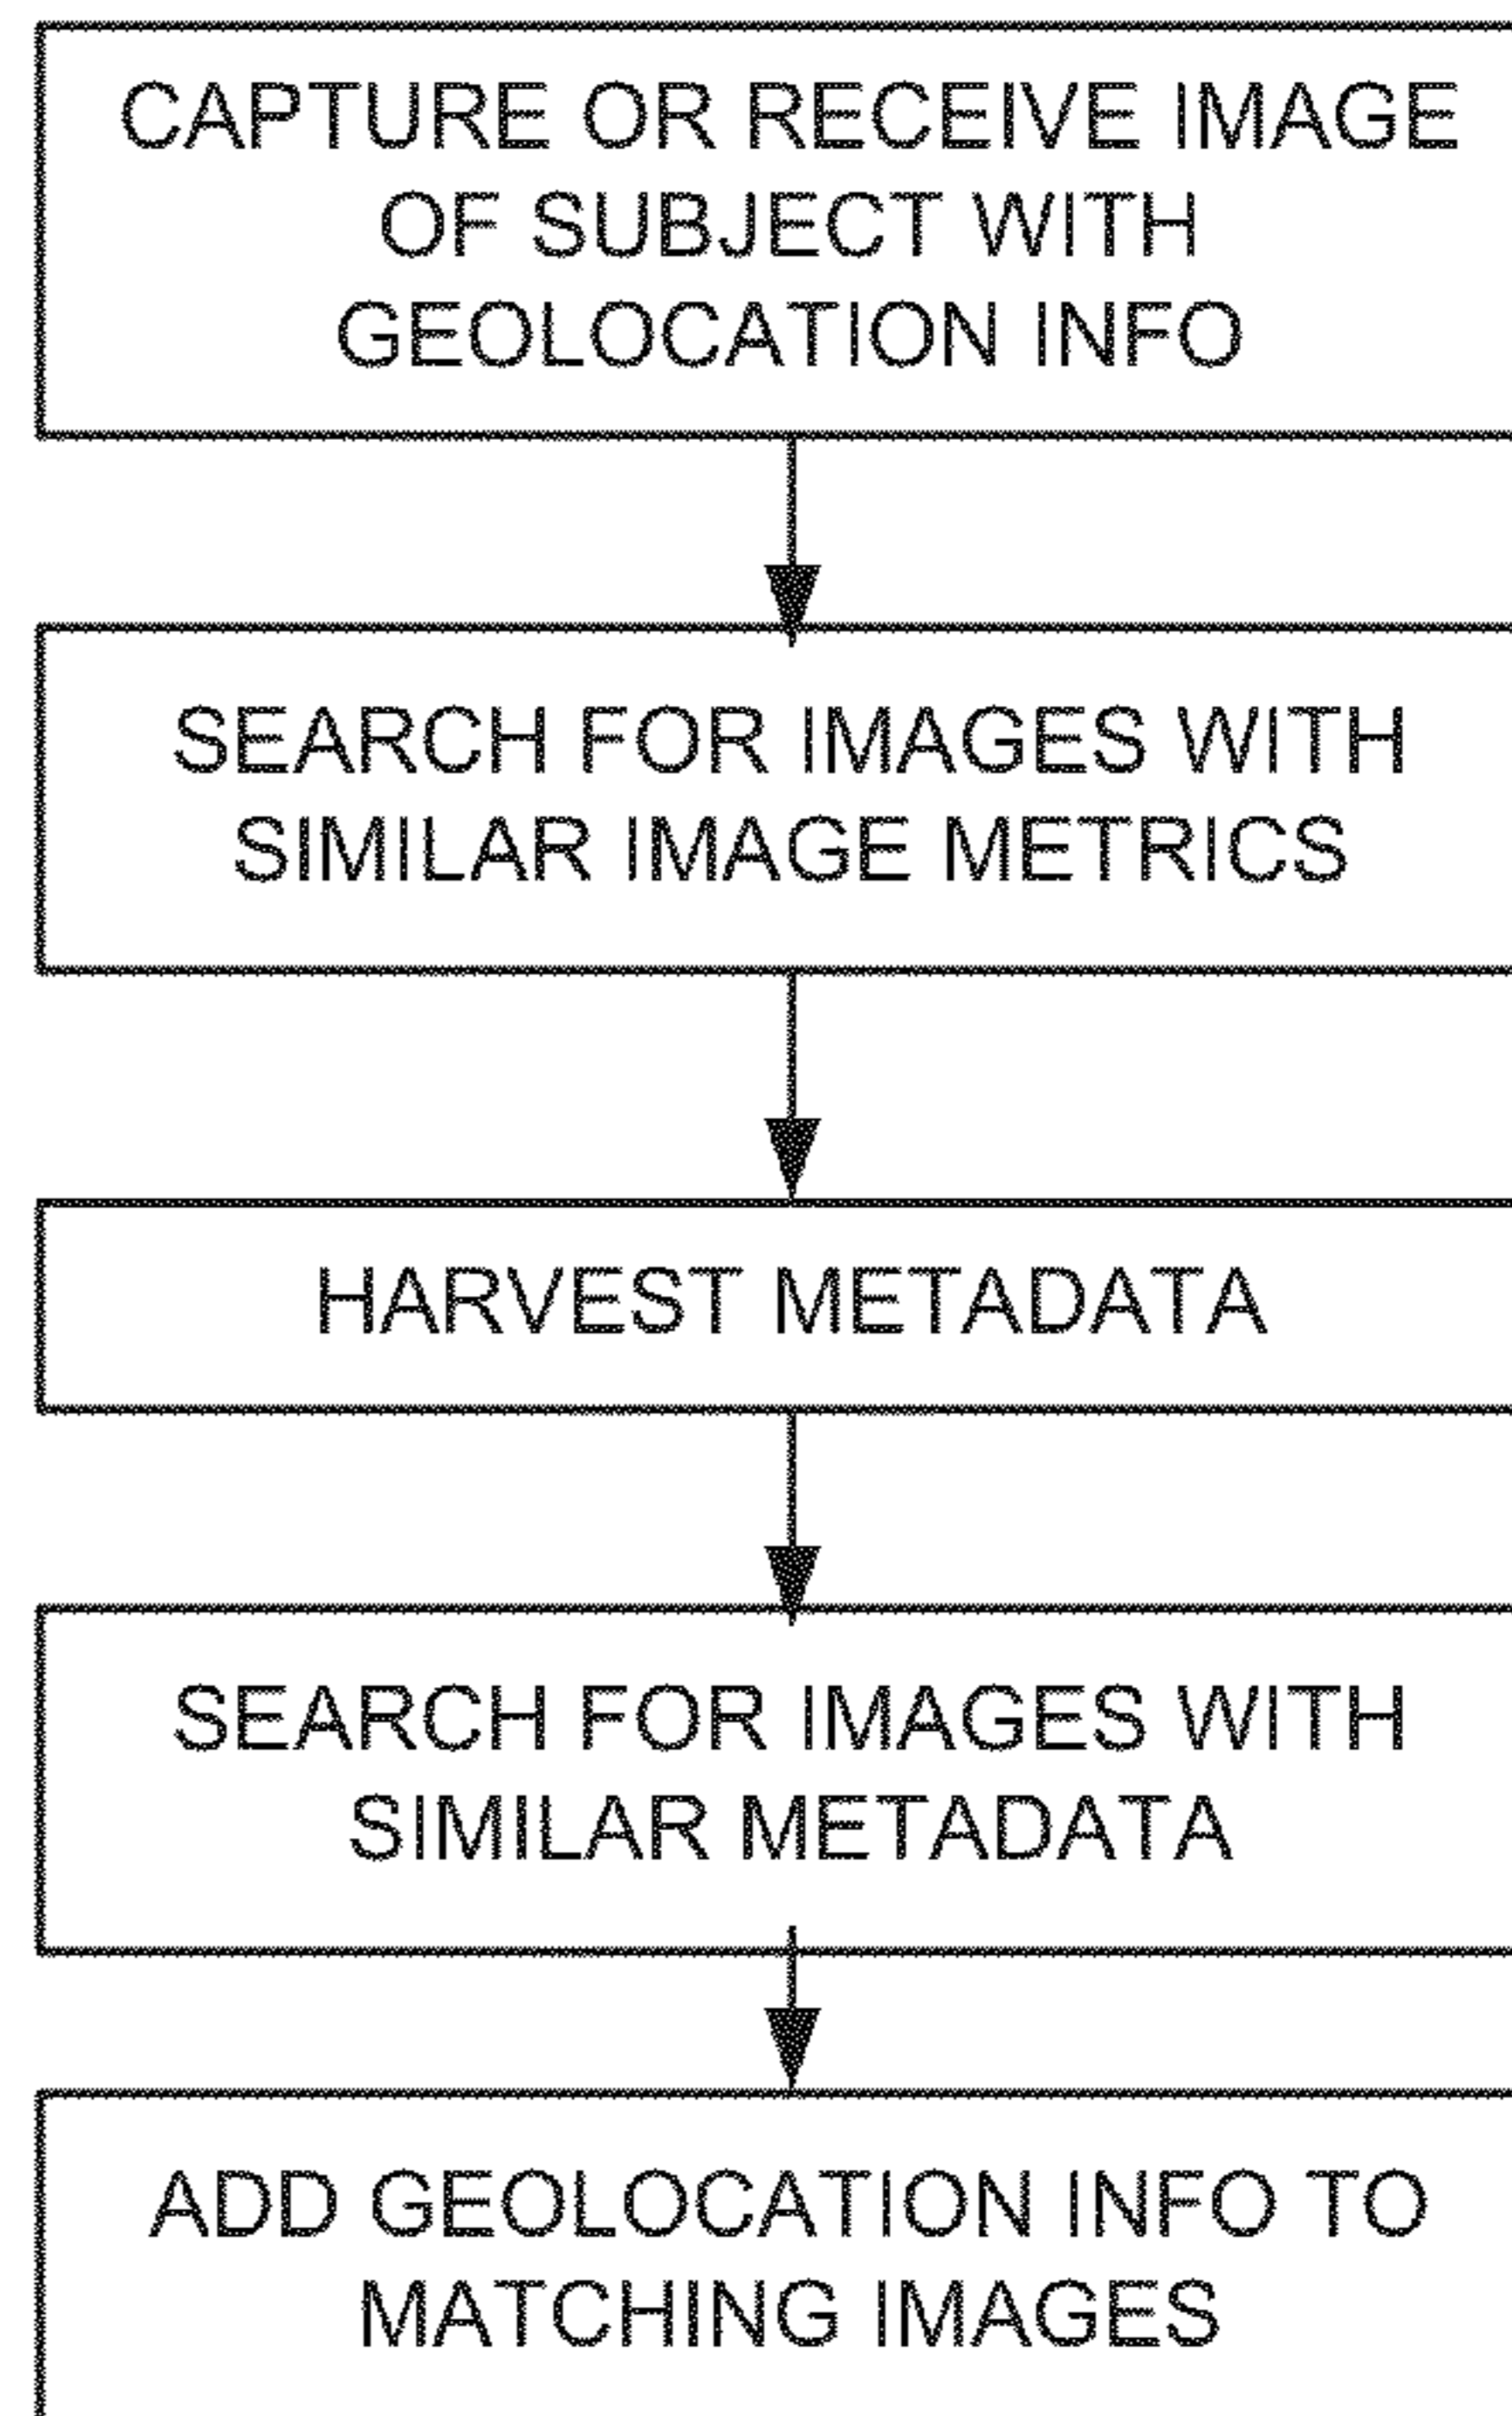 CAPTURE OR RECEIVE IMAGE
OF SUBJECT WITH
GEOLOCATION INFO
SEARCH FOR IMAGES WITH
SIMILAR IMAGE METRICS
HARVEST METADATA
SEARCH FOR IMAGES WITH
SIMILAR METADATA
ADD GEOLOCATION INFO TO
MATCHING IMAGES